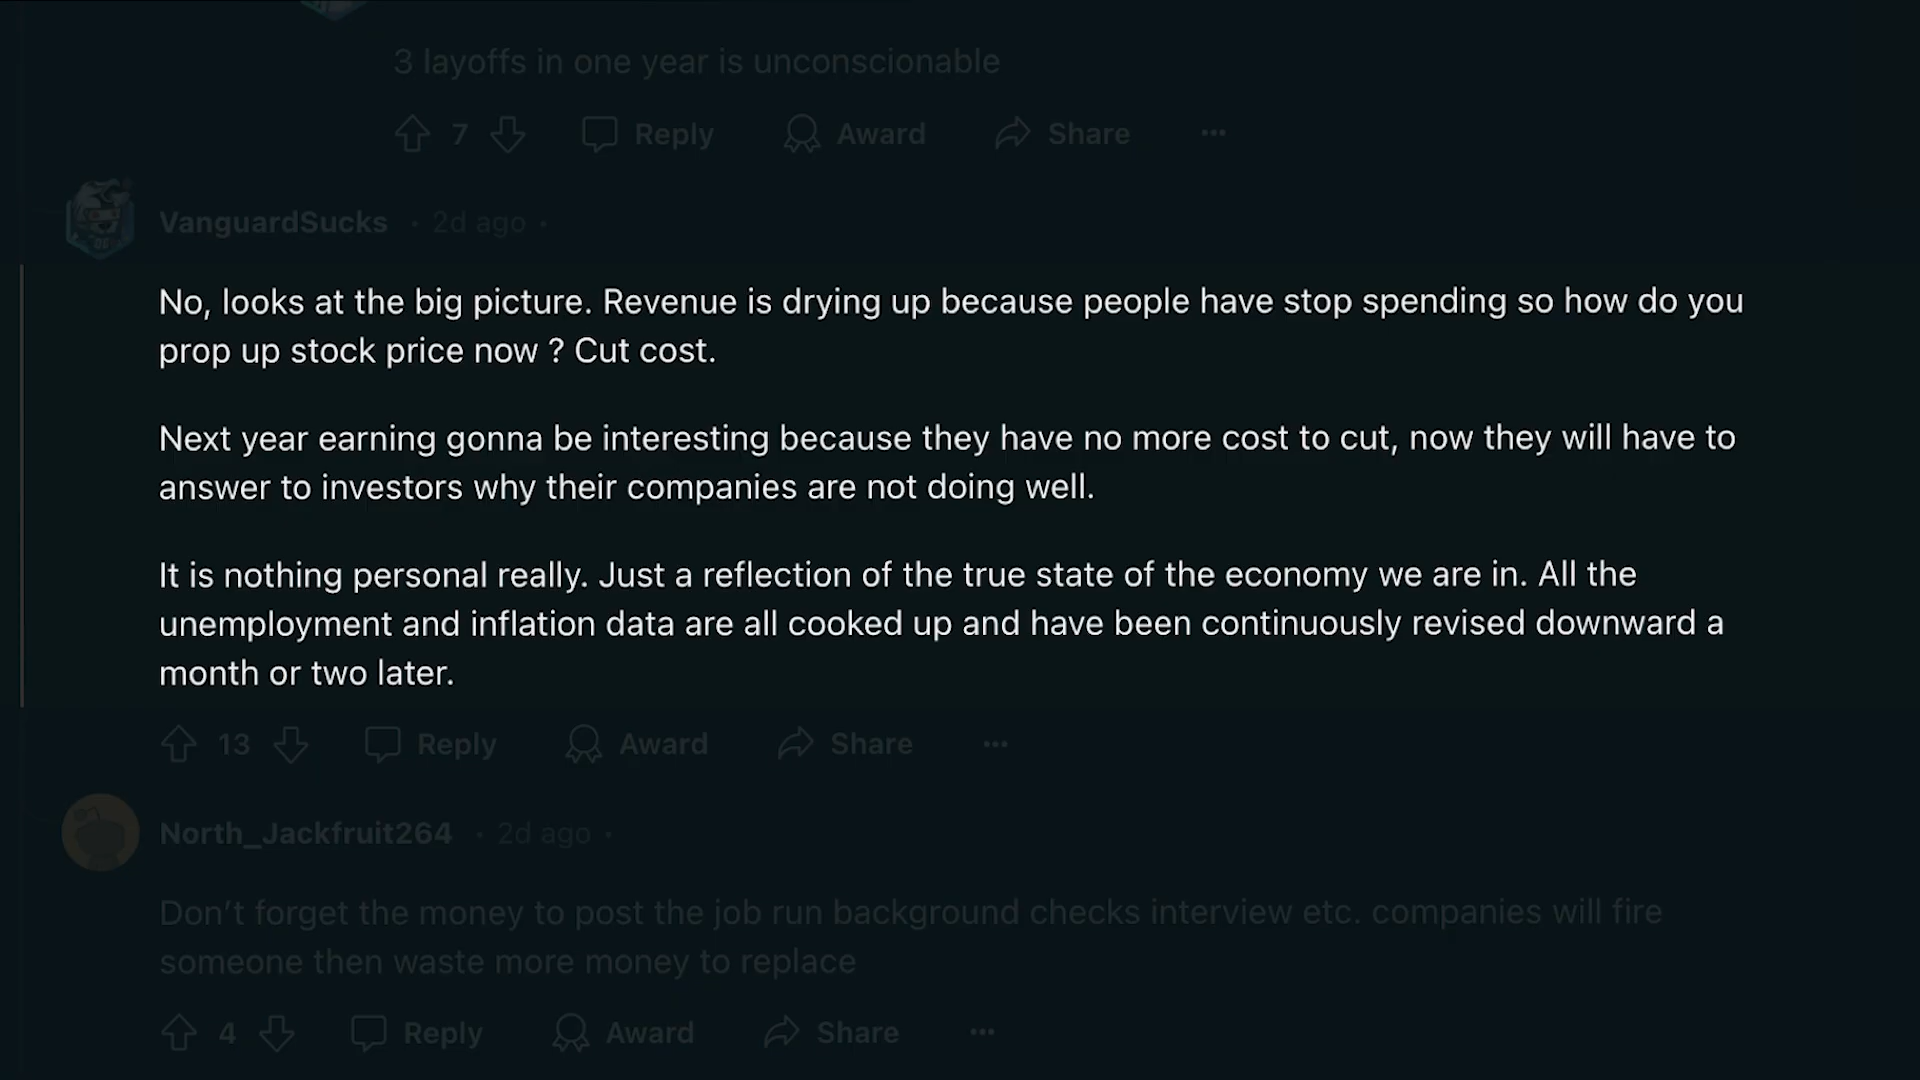 3 layoffs in one year is unconscionable
7 Reply Award Share ...
VanguardSucks · 2d ago ·
No, looks at the big picture. Revenue is drying up because people have stop spending so how do you
prop up stock price now ? Cut cost.
Next year earning gonna be interesting because they have no more cost to cut, now they will have to
answer to investors why their companies are not doing well.
It is nothing personal really. Just a reflection of the true state of the economy we are in. All the
unemployment and inflation data are all cooked up and have been continuously revised downward a
month or two later.
13 Reply Award Share ...
North_Jackfruit264 · 2d ago ·
Don't forget the money to post the job run background checks interview etc. companies will fire
someone then waste more money to replace
4 Reply Award Share ...